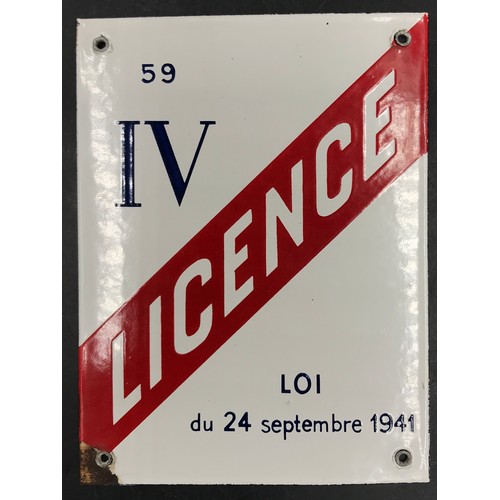 59
IV
LICENCE
LOI
du 24 septembre 1941